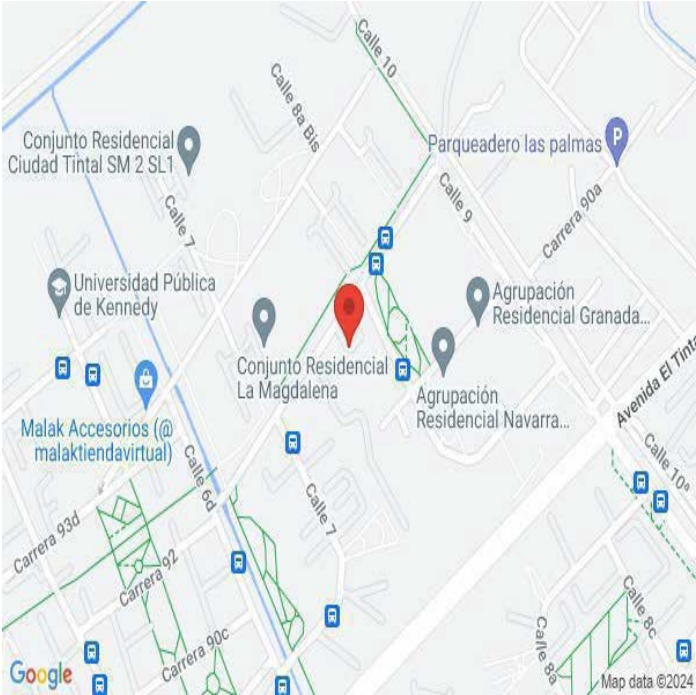 Calle 10
Calle 8a Bis
Conjunto Residencial
Ciudad Tintal SM 2 SL1
Parqueadero las palmas
P
Calle 9
Carrera 90a
Calle 7
Universidad Pública
de Kennedy
Agrupación
Residencial Granada...
Conjunto Residencial
La Magdalena
Agrupación
Residencial Navarra...
Avenida El Tinta
Malak Accesorios (@
malaktiendavirtual)
Calle 6d
Calle 10ª
Calle 7
Carrera 93d
Carrera 92
Calle 8c
Carrera 90c
Calle 8a
Google
Map data ©2024